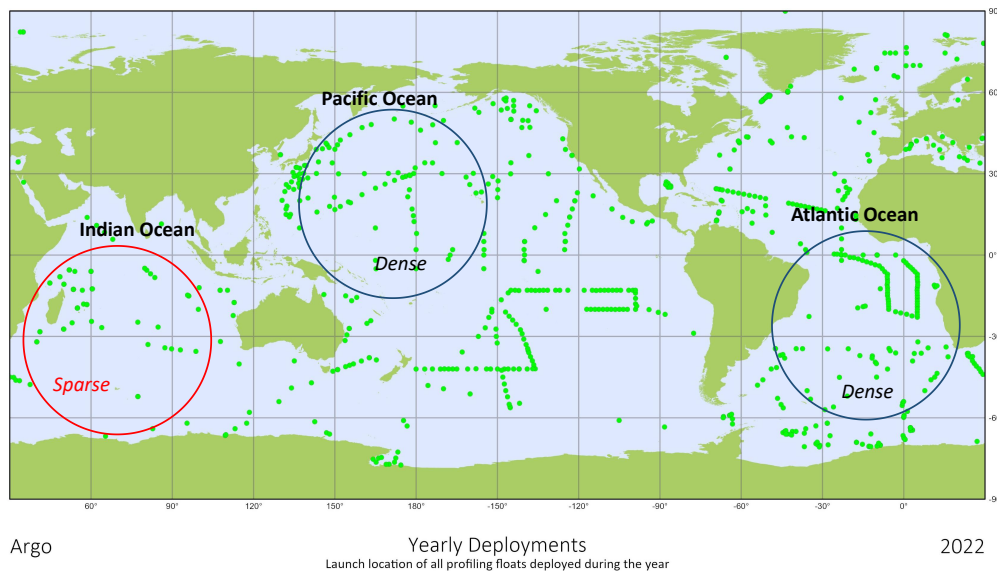 90
60
Pacific Ocean
30
Atlantic Ocean
Indian Ocean
0°
Dense
-30
Sparse
Dense
-60
-90
60° 90° 120° 150° 180° -150° -120° -90° -60° -30° 0°
Argo Yearly Deployments 2022
Launch location of all profiling floats deployed during the year